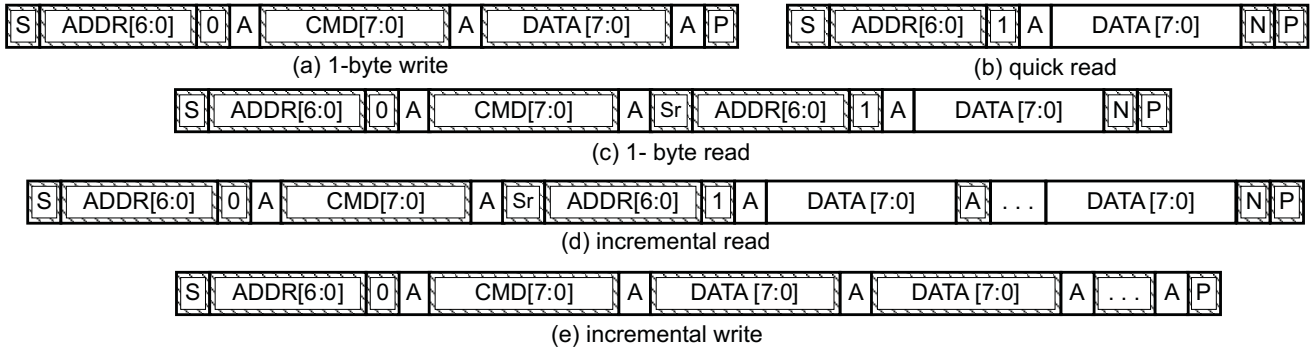 S ADDR[6:0] 0 A CMD[7:0] A DATA [7:0] A P
(a) 1-byte write
S ADDR[6:0] 1 A DATA [7:0] N P
(b) quick read
S ADDR[6:0] 0 A CMD[7:0] A Sr ADDR[6:0] 1 A DATA [7:0] N P
(c) 1- byte read
S ADDR[6:0] 0 A CMD[7:0] A Sr ADDR[6:0] 1 A DATA [7:0] A . . . DATA [7:0] N P
(d) incremental read
S ADDR[6:0] 0 A CMD[7:0] A DATA [7:0] A DATA [7:0] A . . . A P
(e) incremental write